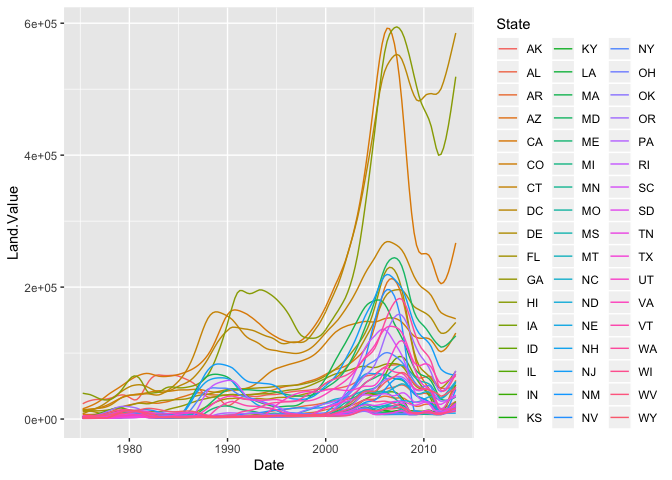 State
6e+05
4e+05
2e+05
0e+00
Land.Value
1980 1990 2000 2010
Date
AK KY NY
AL LA OH
AR MA OK
AZ MD OR
CA ME PA
CO MI RI
CT MN SC
DC MO SD
DE MS TN
FL MT TX
GA NC UT
HI ND VA
IA NE VT
ID NH WA
IL NJ WI
IN NM WV
KS NV WY